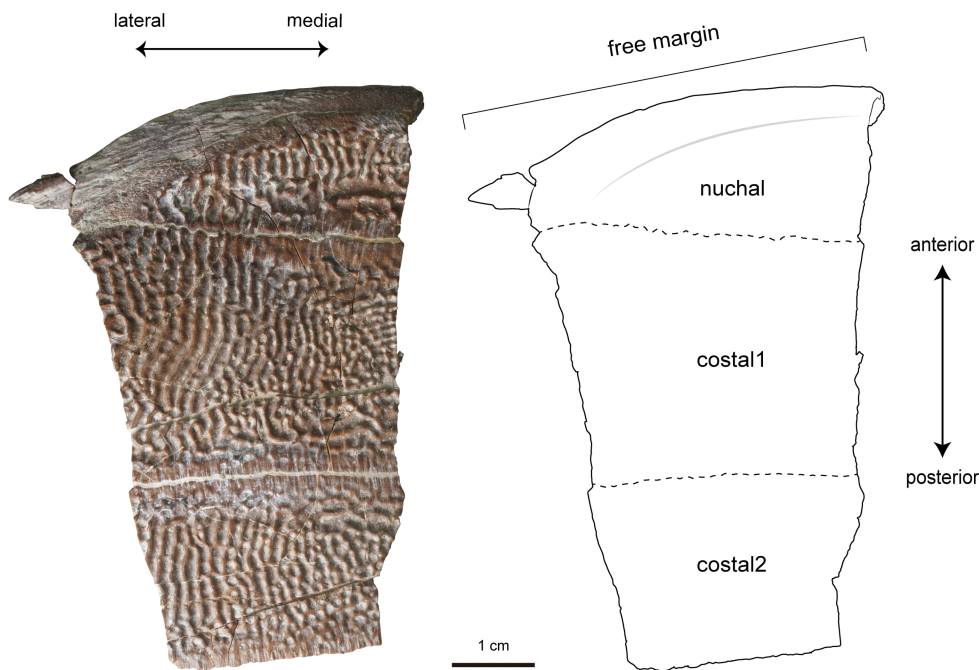 lateral
medial
free margin
nuchal
anterior
costal1
posterior
costal2
1 cm